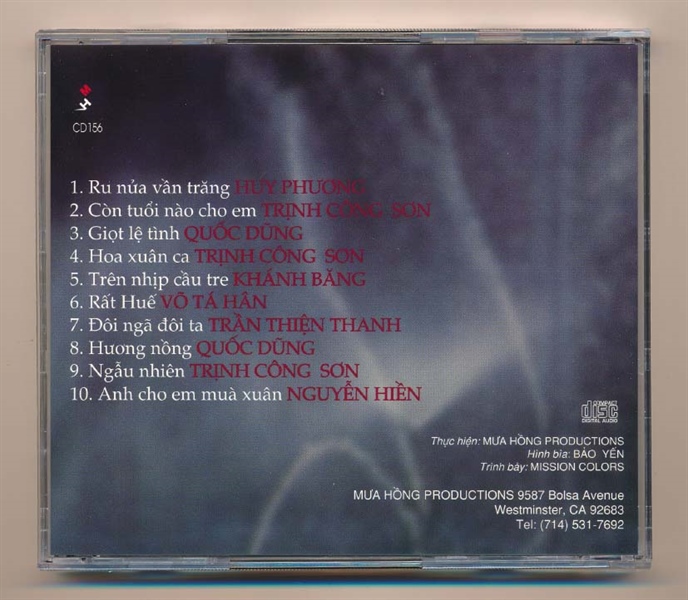 CD156
1. Ru nửa vần trăng HUY PHƯƠNG
2. Còn tuổi nào cho em TRỊNH CÔNG SƠN
3. Giọt lệ tình QUỐC DŨNG
4. Hoa xuân ca TRỊNH CÔNG SƠN
5. Trên nhịp cầu tre KHÁNH BĂNG
6. Rất Huế VÕ TÁ HÂN
7. Đôi ngã đôi ta TRẦN THIỆN THANH
8. Hương nồng QUỐC DŨNG
9. Ngẫu nhiên TRỊNH CÔNG SƠN
10. Anh cho em muà xuân NGUYỄN HIỀN
COMPACT
disc
DIGITAL AUDIO
Thực hiện: MƯA HỒNG PRODUCTIONS
Hình bìa: BẢO YẾN
Trình bày: MISSION COLORS
MƯA HỒNG PRODUCTIONS 9587 Bolsa Avenue
Westminster, CA 92683
Tel: (714) 531-7692